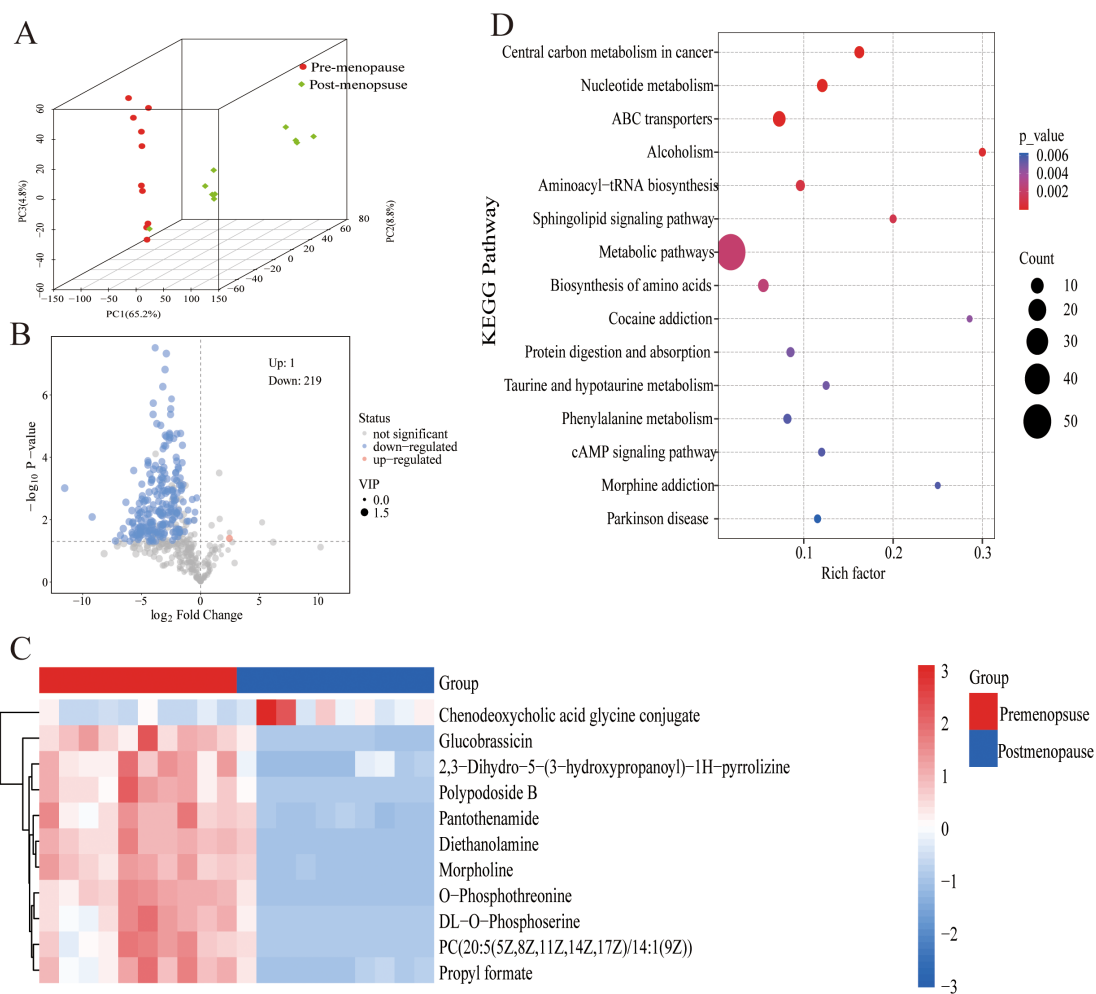 A
Pre-menopause
Post-menopsuse
PC3(4.8%)
60
40
20
0
−20
−40
−60
−150
−100
−50
0
50
100
150
PC1(65.2%)
−60
−40
−20
0
20
40
60
80
PC2(8.8%)
B
Up: 1
Down: 219
−log10 P−value
6
4
2
0
−10
−5
0
5
10
log2 Fold Change
Status
not significant
down−regulated
up−regulated
VIP
0.0
1.5
D
KEGG Pathway
Central carbon metabolism in cancer
Nucleotide metabolism
ABC transporters
Alcoholism
Aminoacyl−tRNA biosynthesis
Sphingolipid signaling pathway
Metabolic pathways
Biosynthesis of amino acids
Cocaine addiction
Protein digestion and absorption
Taurine and hypotaurine metabolism
Phenylalanine metabolism
cAMP signaling pathway
Morphine addiction
Parkinson disease
0.1
0.2
0.3
Rich factor
p_value
0.006
0.004
0.002
Count
10
20
30
40
50
C
Group
Chenodeoxycholic acid glycine conjugate
Glucobrassicin
2,3−Dihydro−5−(3−hydroxypropanoyl)−1H−pyrrolizine
Polypodoside B
Pantothenamide
Diethanolamine
Morpholine
O−Phosphothreonine
DL−O−Phosphoserine
PC(20:5(5Z,8Z,11Z,14Z,17Z)/14:1(9Z))
Propyl formate
3
2
1
0
−1
−2
−3
Group
Premenopsuse
Postmenopause